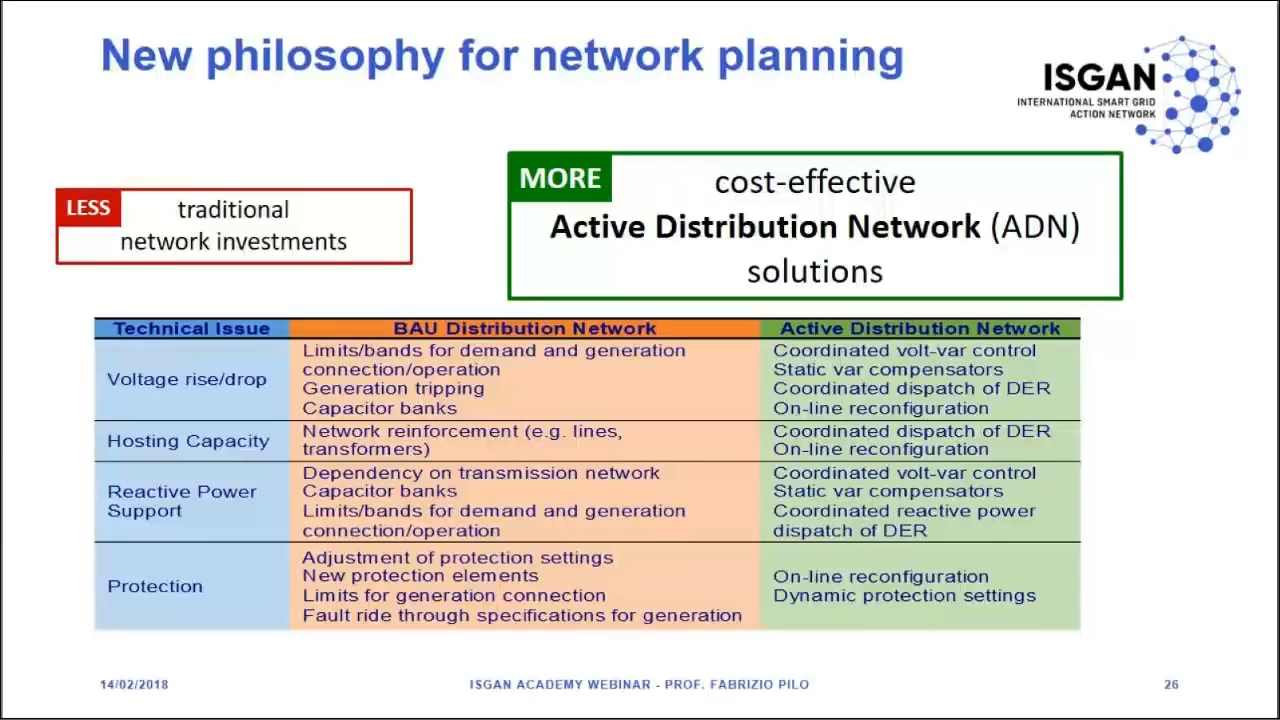 New philosophy for network planning
ISGAN
INTERNATIONAL SMART GRID
ACTION NETWORK
LESS traditional
network investments
MORE cost-effective
Active Distribution Network (ADN)
solutions
Technical Issue BAU Distribution Network Active Distribution Network
Voltage rise/drop
Limits/bands for demand and generation
connection/operation
Generation tripping
Capacitor banks
Coordinated volt-var control
Static var compensators
Coordinated dispatch of DER
On-line reconfiguration
Hosting Capacity
Network reinforcement (e.g. lines,
transformers)
Coordinated dispatch of DER
On-line reconfiguration
Reactive Power
Support
Dependency on transmission network
Capacitor banks
Limits/bands for demand and generation
connection/operation
Coordinated volt-var control
Static var compensators
Coordinated reactive power
dispatch of DER
Protection
Adjustment of protection settings
New protection elements
Limits for generation connection
Fault ride through specifications for generation
On-line reconfiguration
Dynamic protection settings
14/02/2018 ISGAN ACADEMY WEBINAR - PROF. FABRIZIO PILO 26